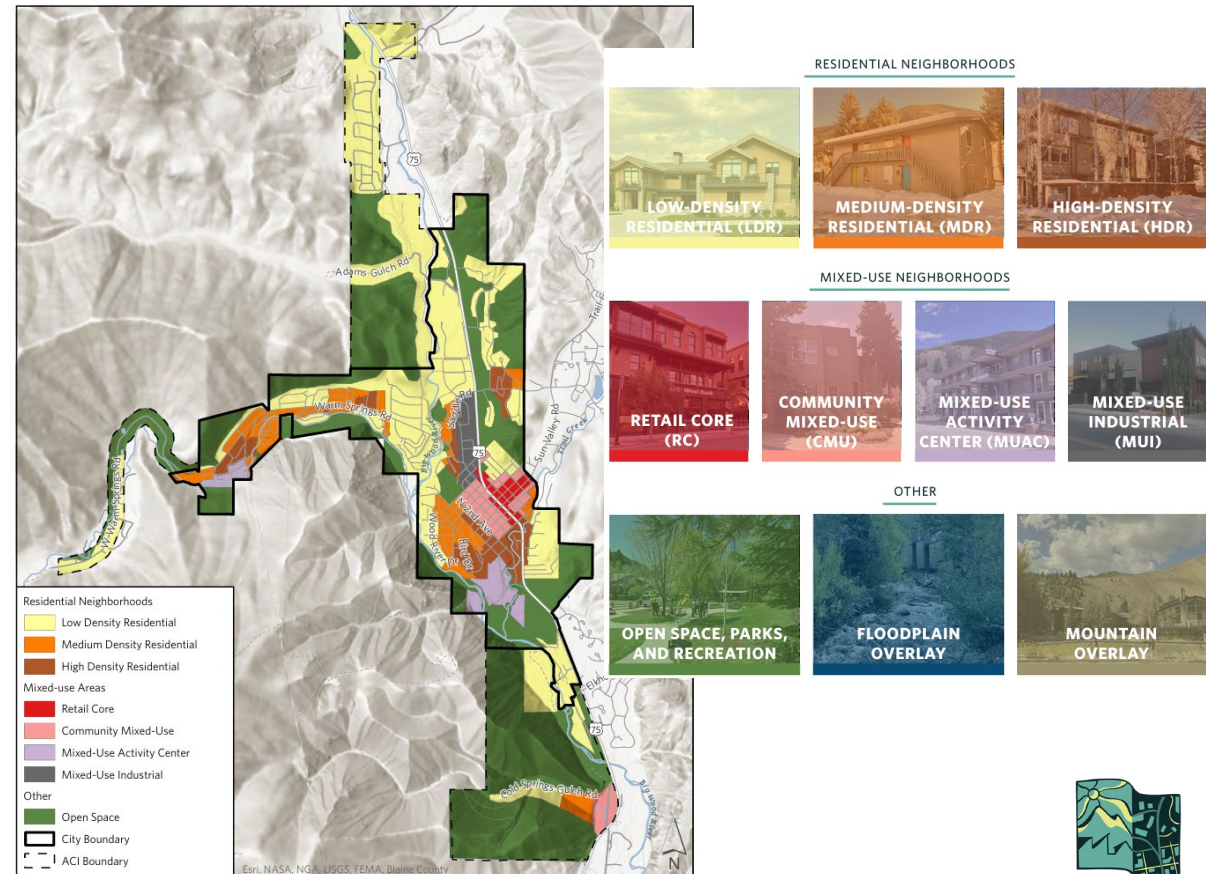 75
Adams Gulch Rd
Trail
Warm Springs Rd
Saddle Rd
Sun Valley Rd
Trail Creek
75
W Warm Springs Rd
N 2nd Ave
Wood
River Dr
Bird Dr
75
Cold Springs Gulch Rd
Big Wood River
N
Esri, NASA, NGA, USGS, FEMA, Blaine County
Residential Neighborhoods
Low Density Residential
Medium Density Residential
High Density Residential
Mixed-use Areas
Retail Core
Community Mixed-Use
Mixed-Use Activity Center
Mixed-Use Industrial
Other
Open Space
City Boundary
ACI Boundary
RESIDENTIAL NEIGHBORHOODS
LOW-DENSITY
RESIDENTIAL (LDR)
MEDIUM-DENSITY
RESIDENTIAL (MDR)
HIGH-DENSITY
RESIDENTIAL (HDR)
MIXED-USE NEIGHBORHOODS
RETAIL CORE
(RC)
COMMUNITY
MIXED-USE
(CMU)
MIXED-USE
ACTIVITY
CENTER (MUAC)
MIXED-USE
INDUSTRIAL
(MUI)
OTHER
OPEN SPACE, PARKS,
AND RECREATION
FLOODPLAIN
OVERLAY
MOUNTAIN
OVERLAY